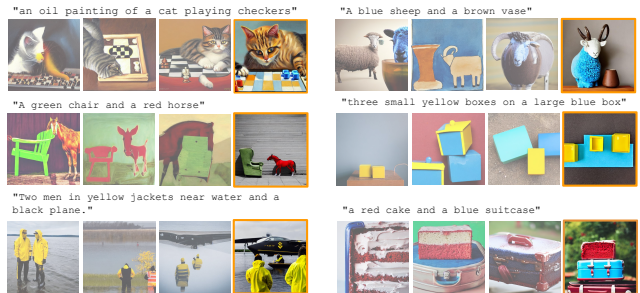 "an oil painting of a cat playing checkers"
"A blue sheep and a brown vase"
"A green chair and a red horse"
"three small yellow boxes on a large blue box"
"Two men in yellow jackets near water and a
black plane."
"a red cake and a blue suitcase"